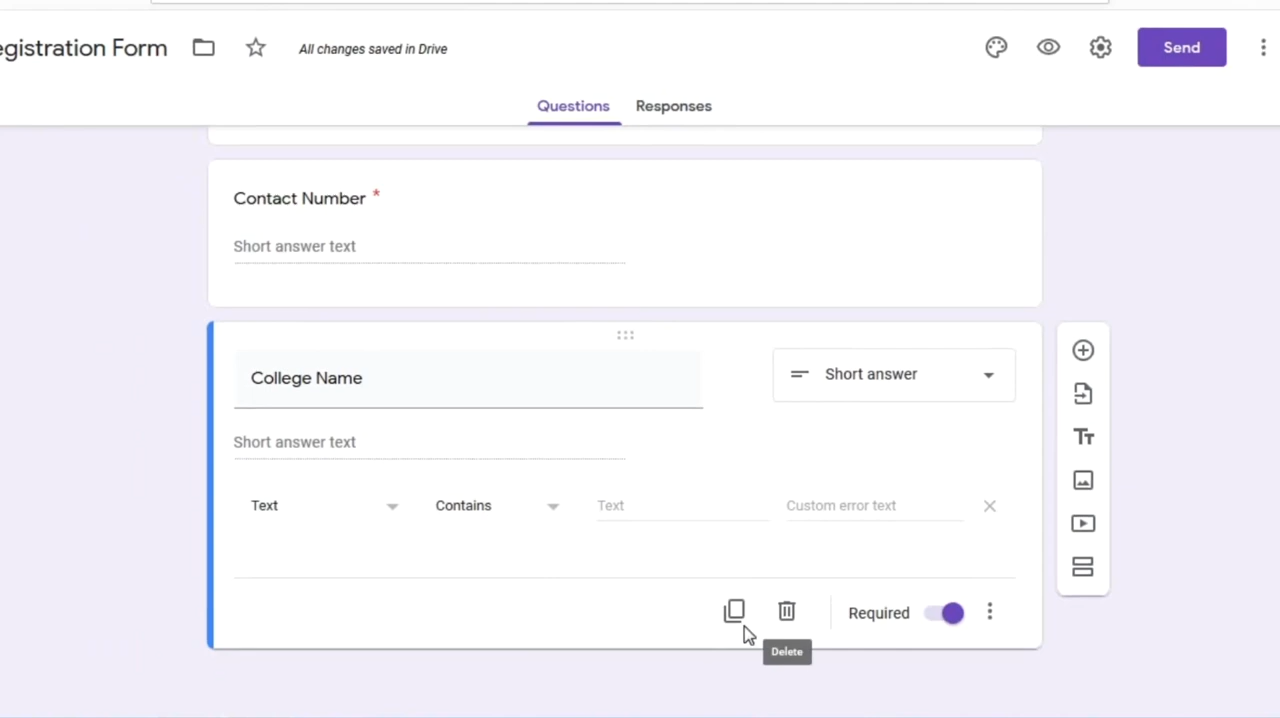 egistration Form
All changes saved in Drive
Send
Questions Responses
Contact Number *
Short answer text
College Name
Short answer
Short answer text
Text Contains Text Custom error text
Required
Delete